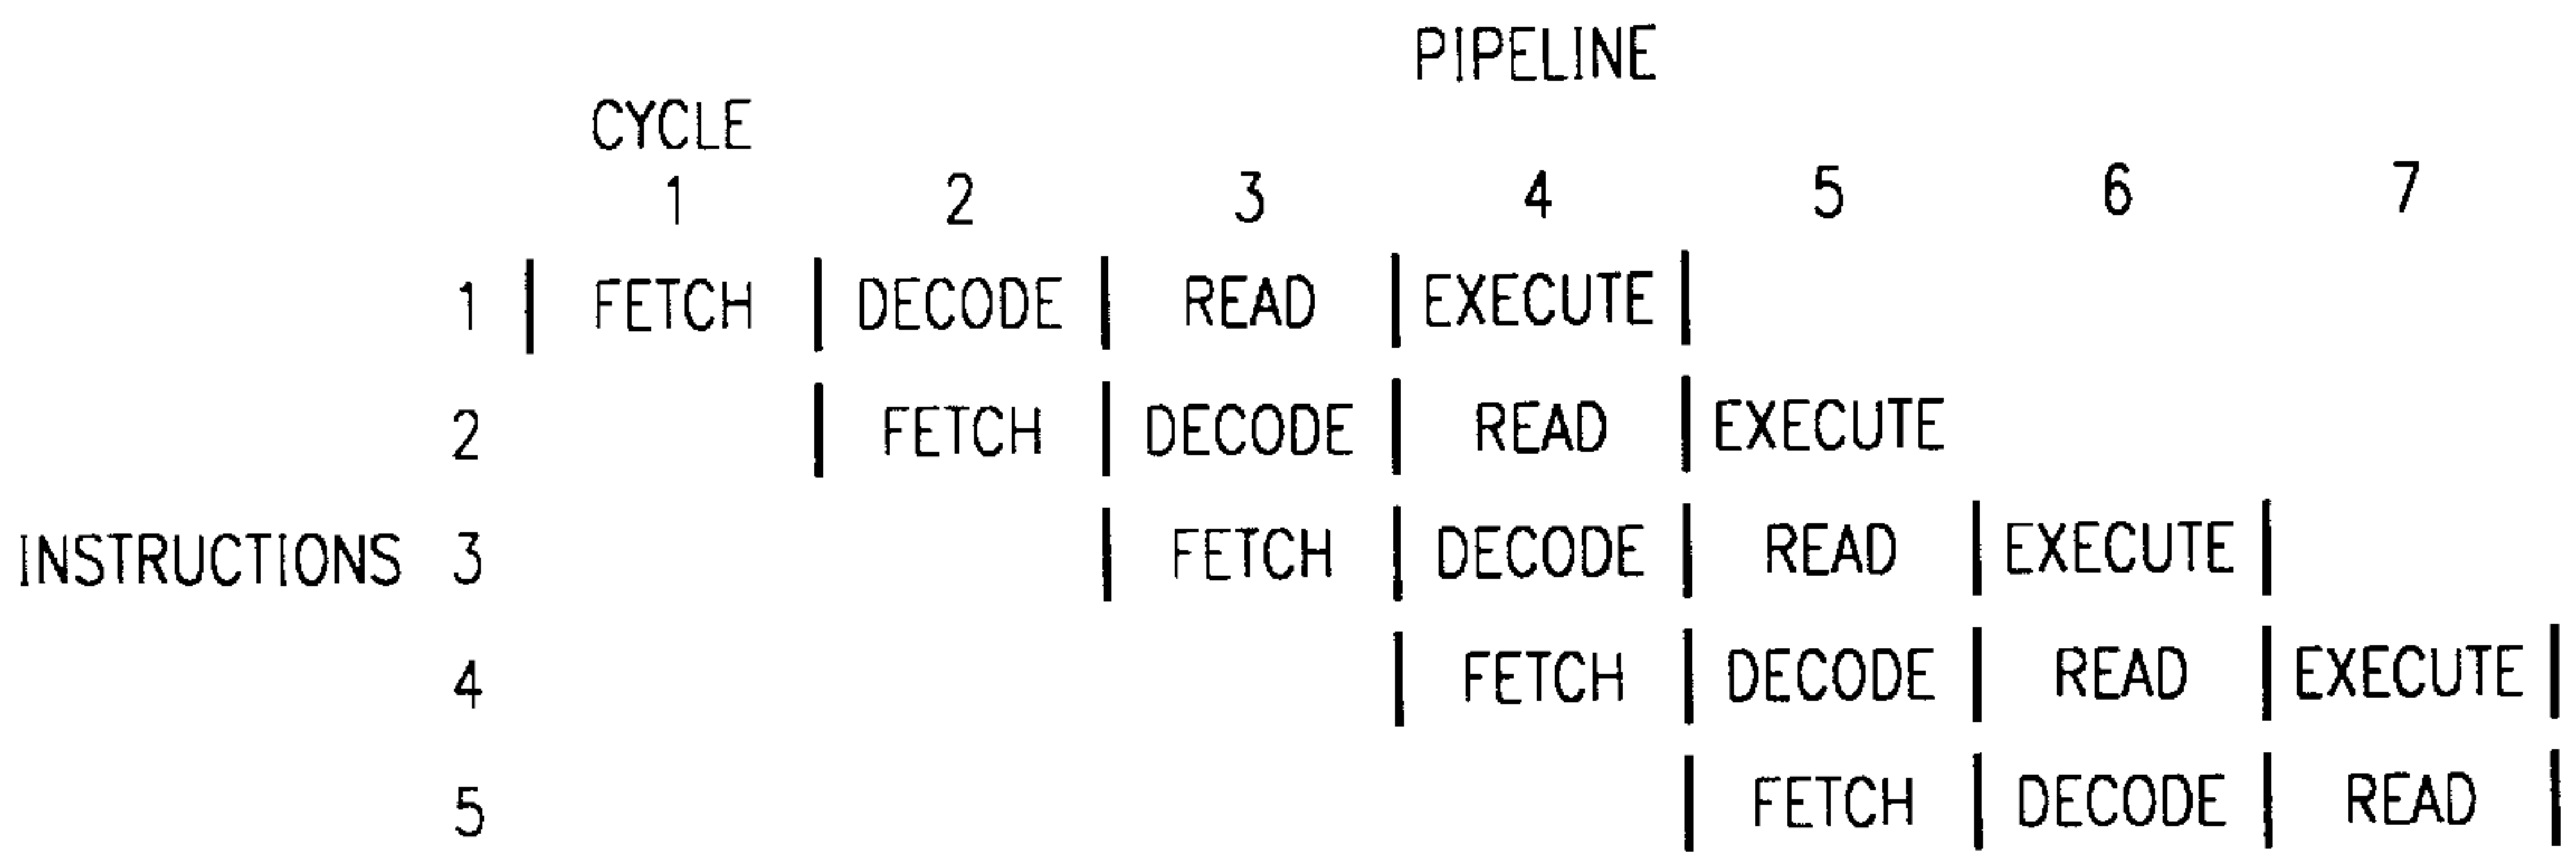 PIPELINE
CYCLE
1 2 3 4 5 6 7
1 | FETCH | DECODE | READ | EXECUTE |
2 | FETCH | DECODE | READ | EXECUTE
INSTRUCTIONS 3 | FETCH | DECODE | READ | EXECUTE |
4 | FETCH | DECODE | READ | EXECUTE |
5 | FETCH | DECODE | READ |